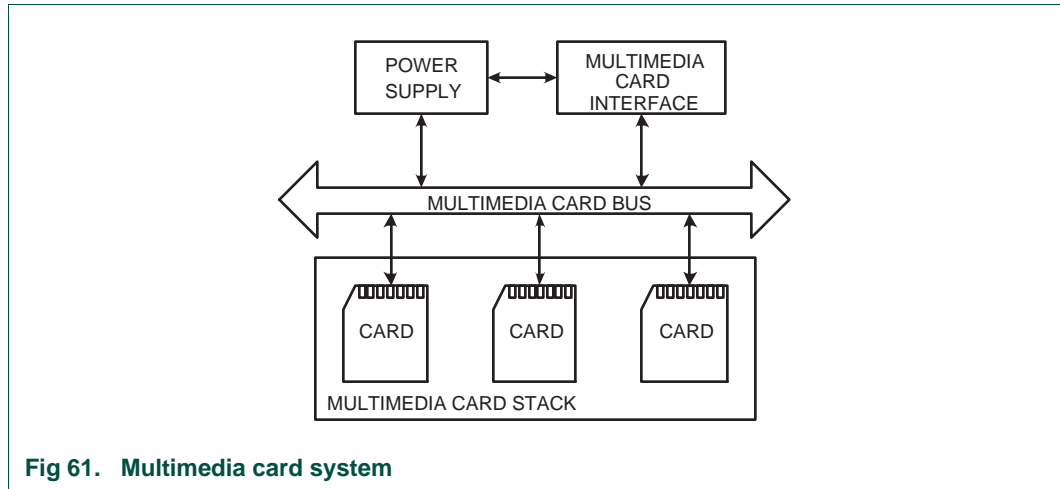 POWER
SUPPLY
MULTIMEDIA
CARD
INTERFACE
MULTIMEDIA CARD BUS
CARD
CARD
CARD
MULTIMEDIA CARD STACK
Fig 61. Multimedia card system